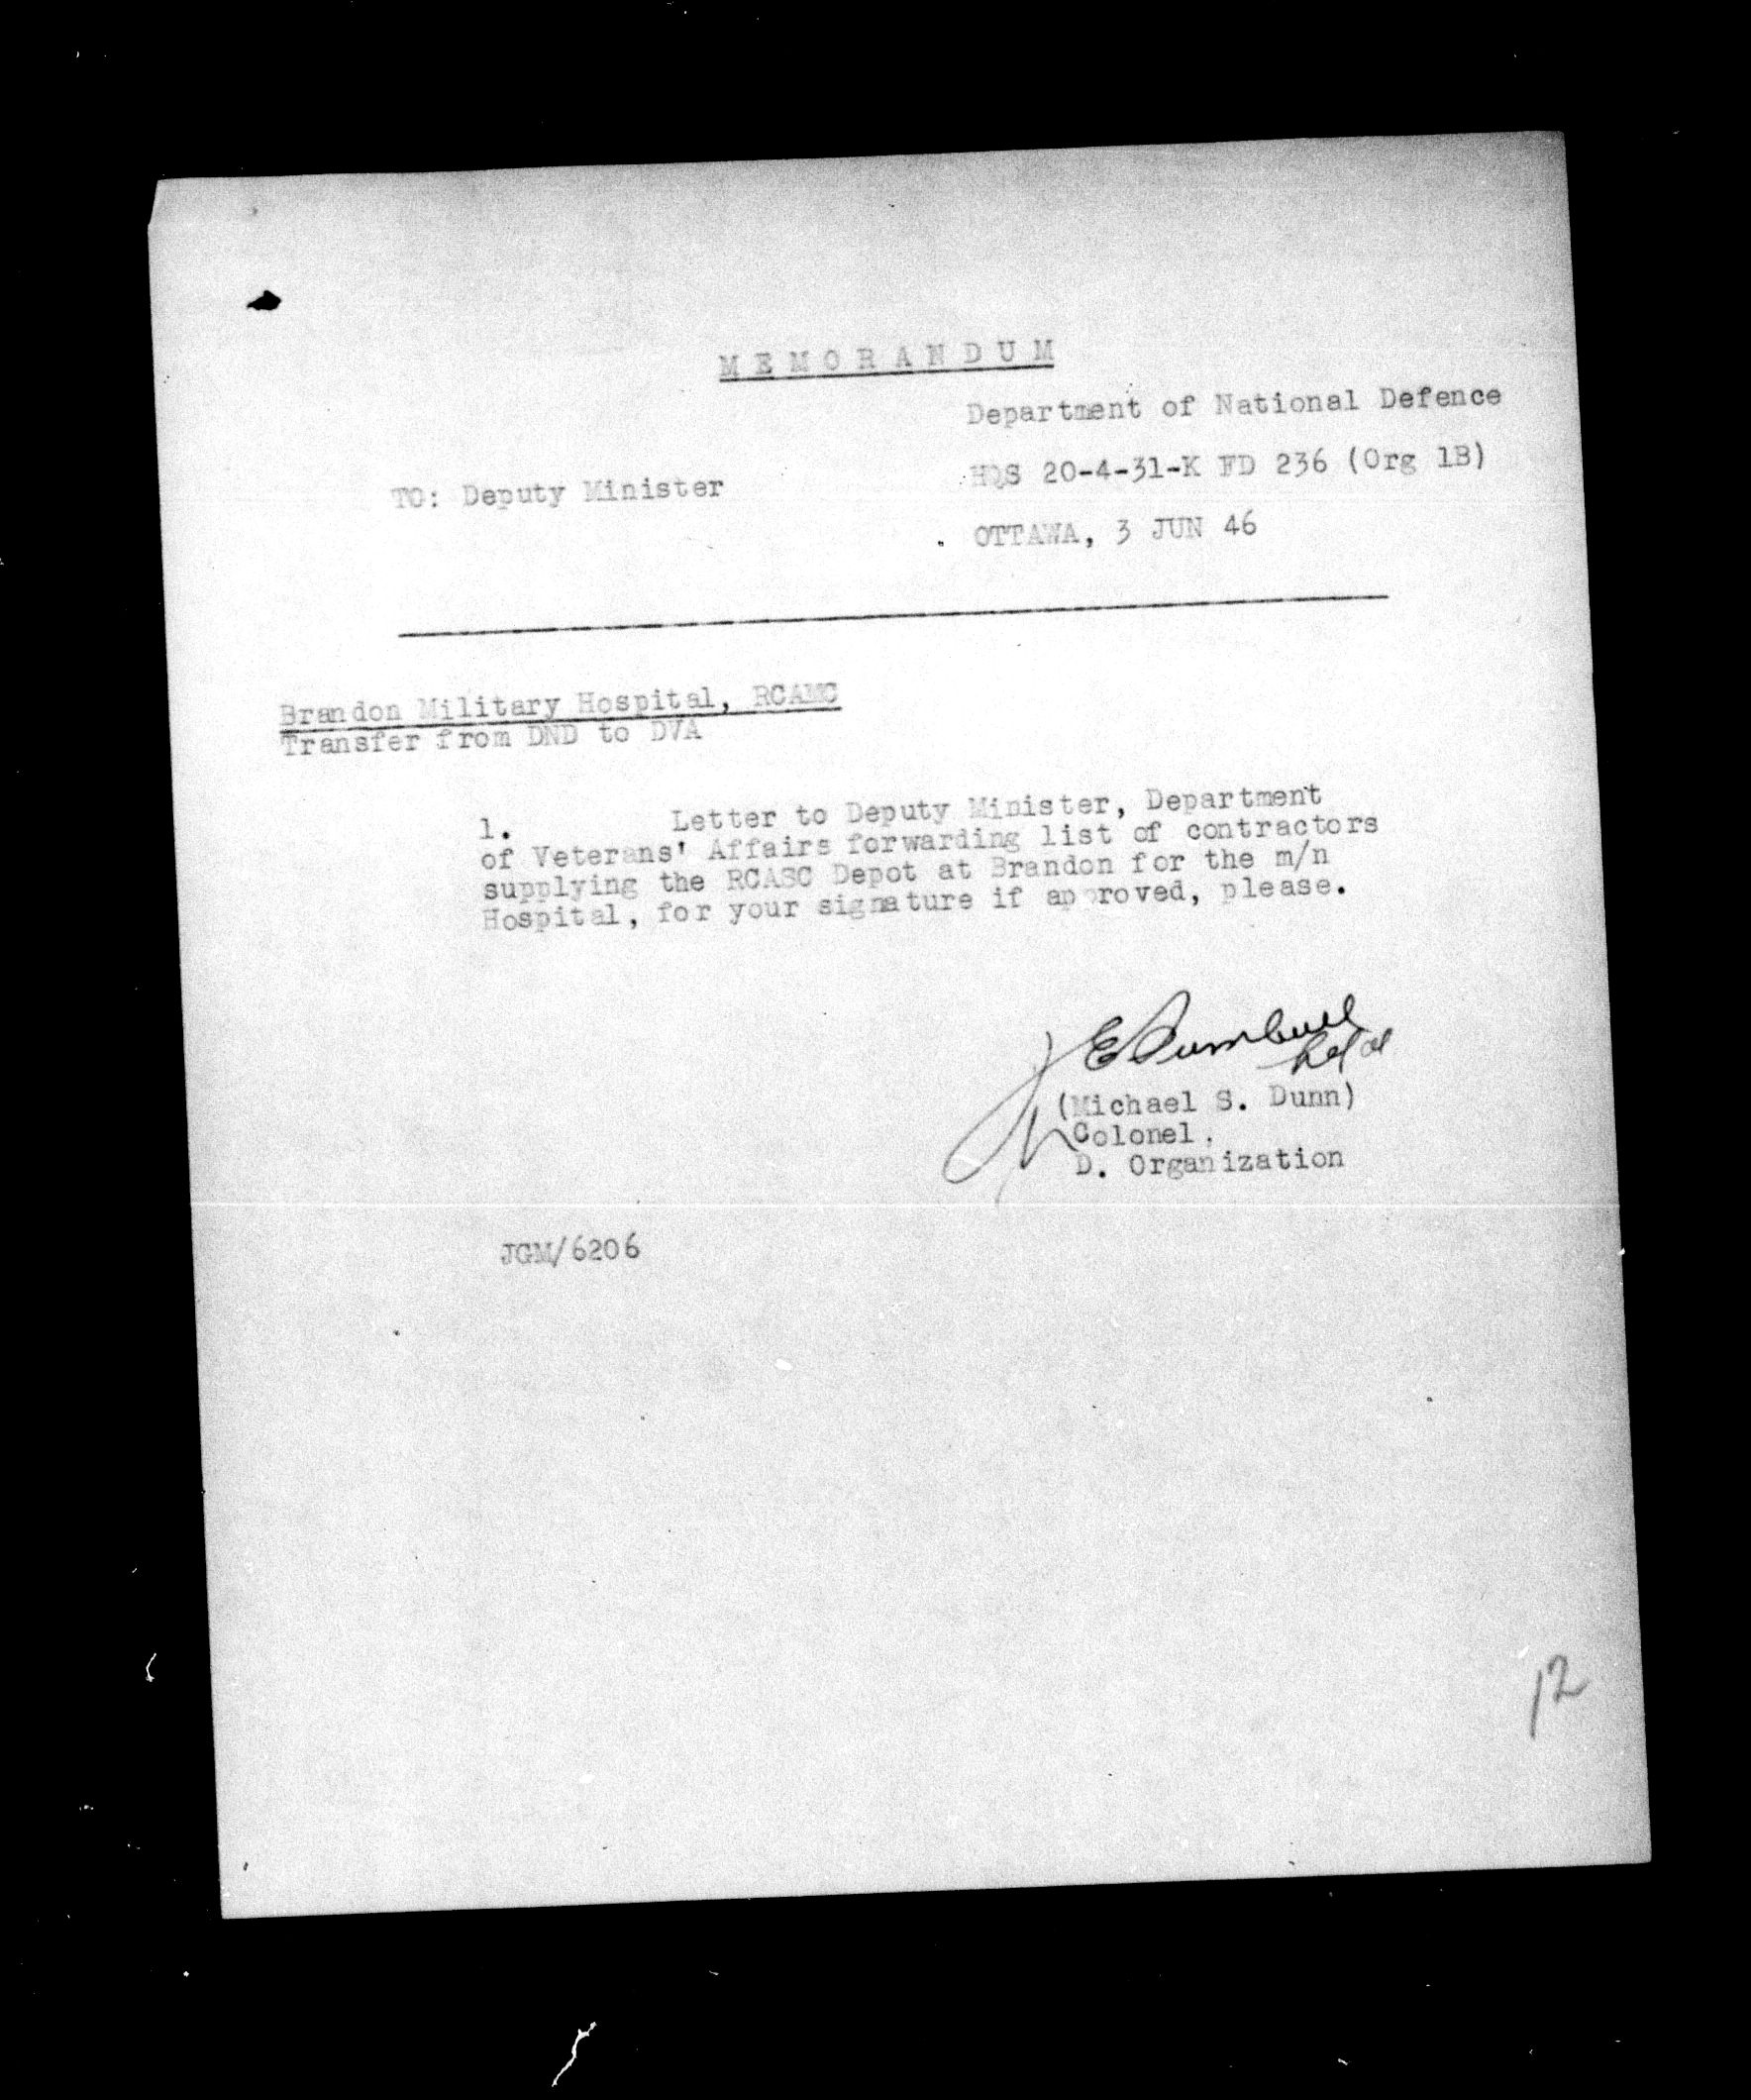 MEMORANDUM
Department of National Defence
HQS 20-4-31-K FD 236 (Org 1B)
TO: Deputy Minister
OTTAWA, 3 JUN 46
Brandon Military Hospital, RCAMC
Transfer from DND to DVA
1. Letter to Deputy Minister, Department
of Veterans' Affairs forwarding list of contractors
supplying the RCASC Depot at Brandon for the m/n
Hospital, for your signature if approved, please.
(Michael S. Dunn)
Colonel.
D. Organization
JGM/6206
12